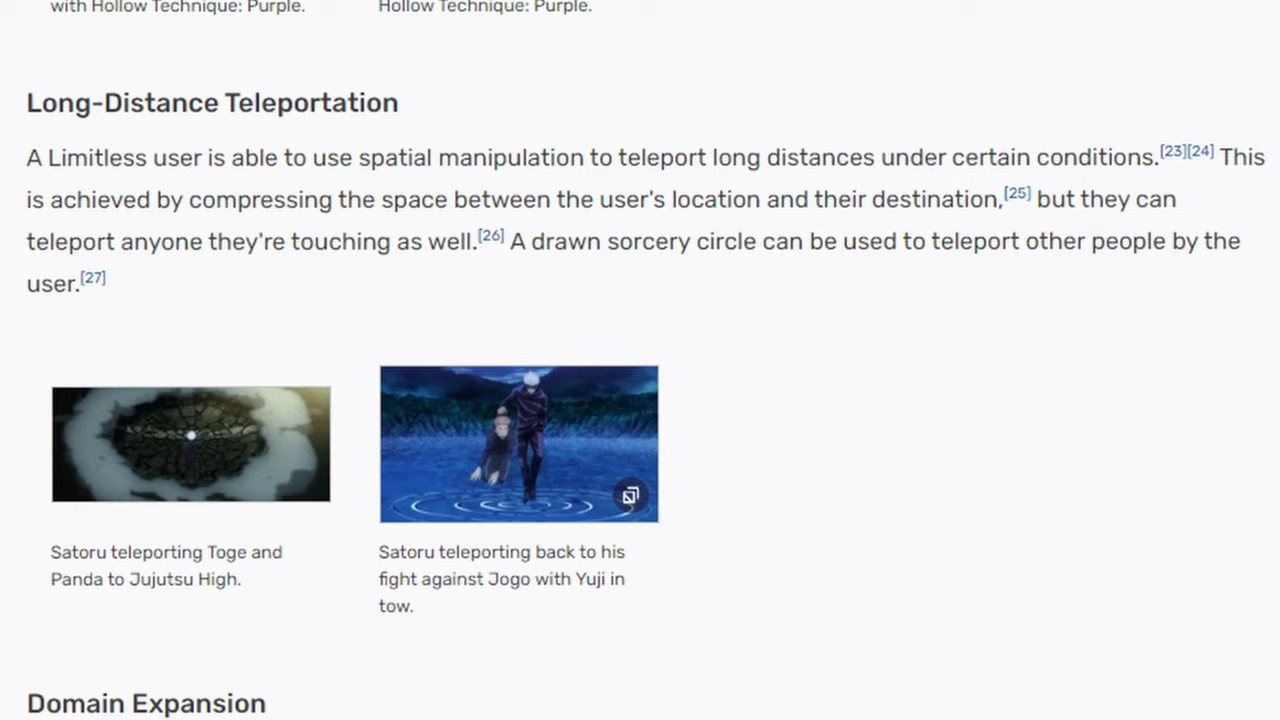 with Hollow Technique: Purple.
Hollow Technique: Purple.
Long-Distance Teleportation
A Limitless user is able to use spatial manipulation to teleport long distances under certain conditions.[23][24] This
is achieved by compressing the space between the user's location and their destination,[25] but they can
teleport anyone they're touching as well.[26] A drawn sorcery circle can be used to teleport other people by the
user.[27]
Satoru teleporting Toge and
Panda to Jujutsu High.
Satoru teleporting back to his
fight against Jogo with Yuji in
tow.
Domain Expansion